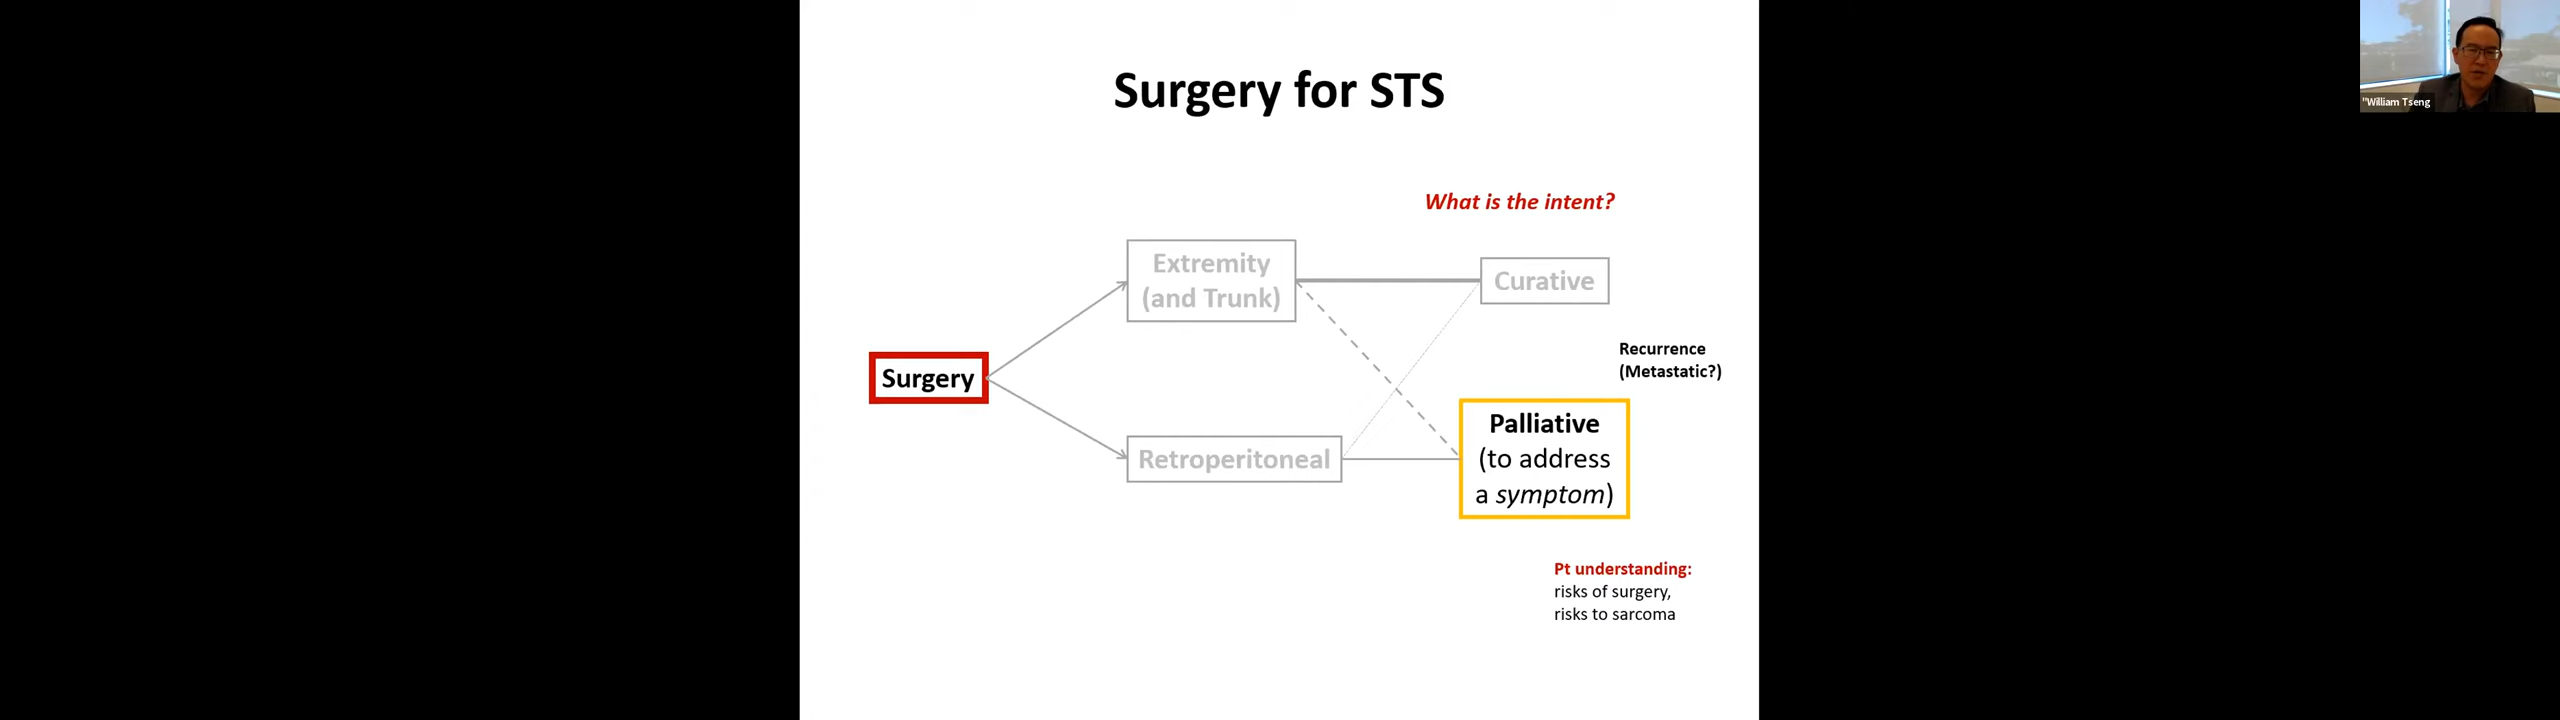 Surgery for STS
What is the intent?
Extremity
(and Trunk)
Curative
Recurrence
(Metastatic?)
Surgery
Retroperitoneal
Palliative
(to address
a symptom)
Pt understanding:
risks of surgery,
risks to sarcoma
"William Tseng